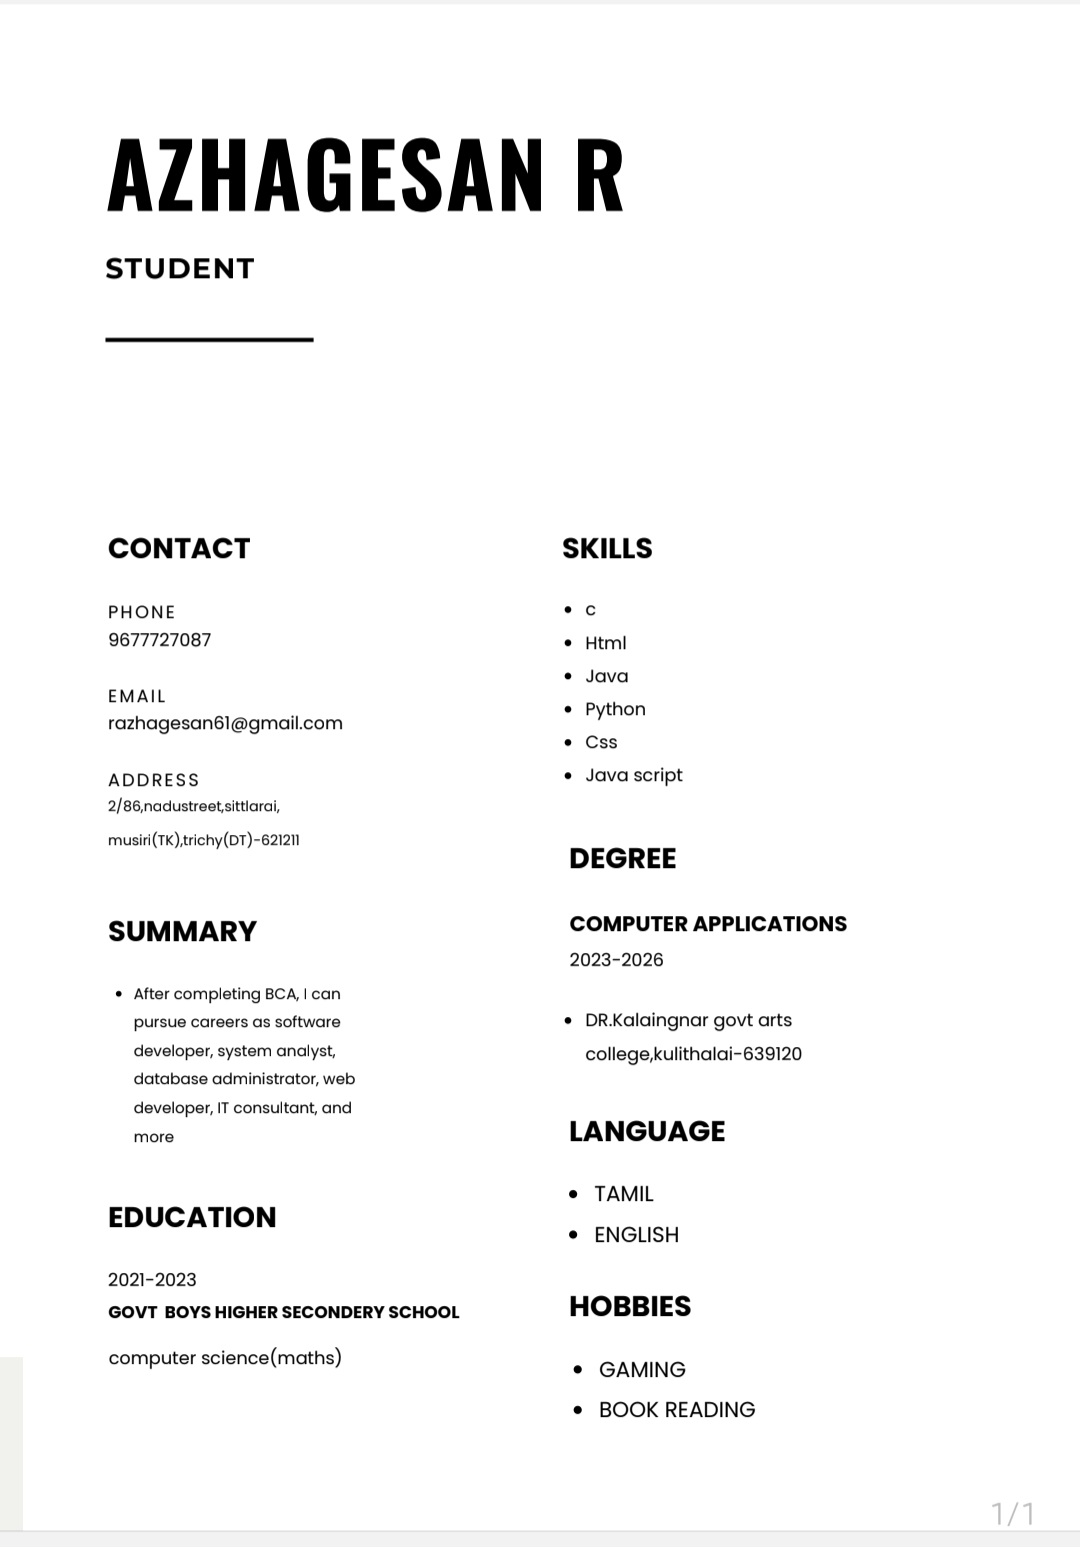 AZHAGESAN R
STUDENT
CONTACT
PHONE
9677727087
EMAIL
razhagesan61@gmail.com
ADDRESS
2/86,nadustreet,sittlarai,
musiri(TK),trichy(DT)-621211
SUMMARY
• After completing BCA, I can
pursue careers as software
developer, system analyst,
database administrator, web
developer, IT consultant, and
more
EDUCATION
2021-2023
GOVT BOYS HIGHER SECONDERY SCHOOL
computer science(maths)
SKILLS
• c
• Html
• Java
• Python
• Css
• Java script
DEGREE
COMPUTER APPLICATIONS
2023-2026
• DR.Kalaingnar govt arts
college,kulithalai-639120
LANGUAGE
• TAMIL
• ENGLISH
HOBBIES
• GAMING
• BOOK READING
1/1